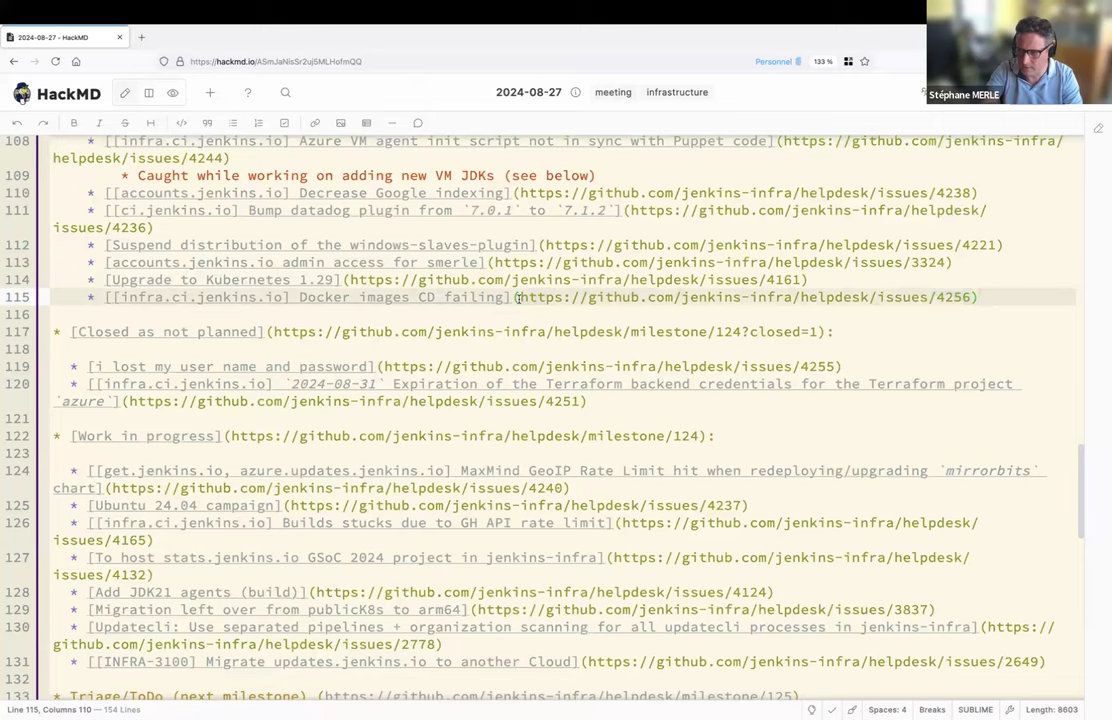 2024-08-27 - HackMD
https://hackmd.io/ASmJaNisSr2uj5MLHofmQQ
Personnel
133 %
Stéphane MERLE
HackMD
2024-08-27
meeting
infrastructure
108 * [[infra.ci.jenkins.io] Azure VM agent init script not in sync with Puppet code](https://github.com/jenkins-infra/
helpdesk/issues/4244)
109 * Caught while working on adding new VM JDKs (see below)
110 * [[accounts.jenkins.io] Decrease Google indexing](https://github.com/jenkins-infra/helpdesk/issues/4238)
111 * [[ci.jenkins.io] Bump datadog plugin from `7.0.1` to `7.1.2`](https://github.com/jenkins-infra/helpdesk/
issues/4236)
112 * [Suspend distribution of the windows-slaves-plugin](https://github.com/jenkins-infra/helpdesk/issues/4221)
113 * [accounts.jenkins.io admin access for smerle](https://github.com/jenkins-infra/helpdesk/issues/3324)
114 * [Upgrade to Kubernetes 1.29](https://github.com/jenkins-infra/helpdesk/issues/4161)
115 * [[infra.ci.jenkins.io] Docker images CD failing](https://github.com/jenkins-infra/helpdesk/issues/4256)
116
117 * [Closed as not planned](https://github.com/jenkins-infra/helpdesk/milestone/124?closed=1):
118
119 * [i lost my user name and password](https://github.com/jenkins-infra/helpdesk/issues/4255)
120 * [[infra.ci.jenkins.io] `2024-08-31` Expiration of the Terraform backend credentials for the Terraform project
`azure`](https://github.com/jenkins-infra/helpdesk/issues/4251)
121
122 * [Work in progress](https://github.com/jenkins-infra/helpdesk/milestone/124):
123
124 * [[get.jenkins.io, azure.updates.jenkins.io] MaxMind GeoIP Rate Limit hit when redeploying/upgrading `mirrorbits`
chart](https://github.com/jenkins-infra/helpdesk/issues/4240)
125 * [Ubuntu 24.04 campaign](https://github.com/jenkins-infra/helpdesk/issues/4237)
126 * [[infra.ci.jenkins.io] Builds stucks due to GH API rate limit](https://github.com/jenkins-infra/helpdesk/
issues/4165)
127 * [To host stats.jenkins.io GSoC 2024 project in jenkins-infra](https://github.com/jenkins-infra/helpdesk/
issues/4132)
128 * [Add JDK21 agents (build)](https://github.com/jenkins-infra/helpdesk/issues/4124)
129 * [Migration left over from publicK8s to arm64](https://github.com/jenkins-infra/helpdesk/issues/3837)
130 * [Updatecli: Use separated pipelines + organization scanning for all updatecli processes in jenkins-infra](https://
github.com/jenkins-infra/helpdesk/issues/2778)
131 * [[INFRA-3100] Migrate updates.jenkins.io to another Cloud](https://github.com/jenkins-infra/helpdesk/issues/2649)
132
133 * Triage/ToDo (next milestone) (https://github.com/jenkins-infra/helpdesk/milestone/125)
Line 115, Columns 110 — 154 Lines
Spaces: 4
Breaks
SUBLIME
Length: 8603